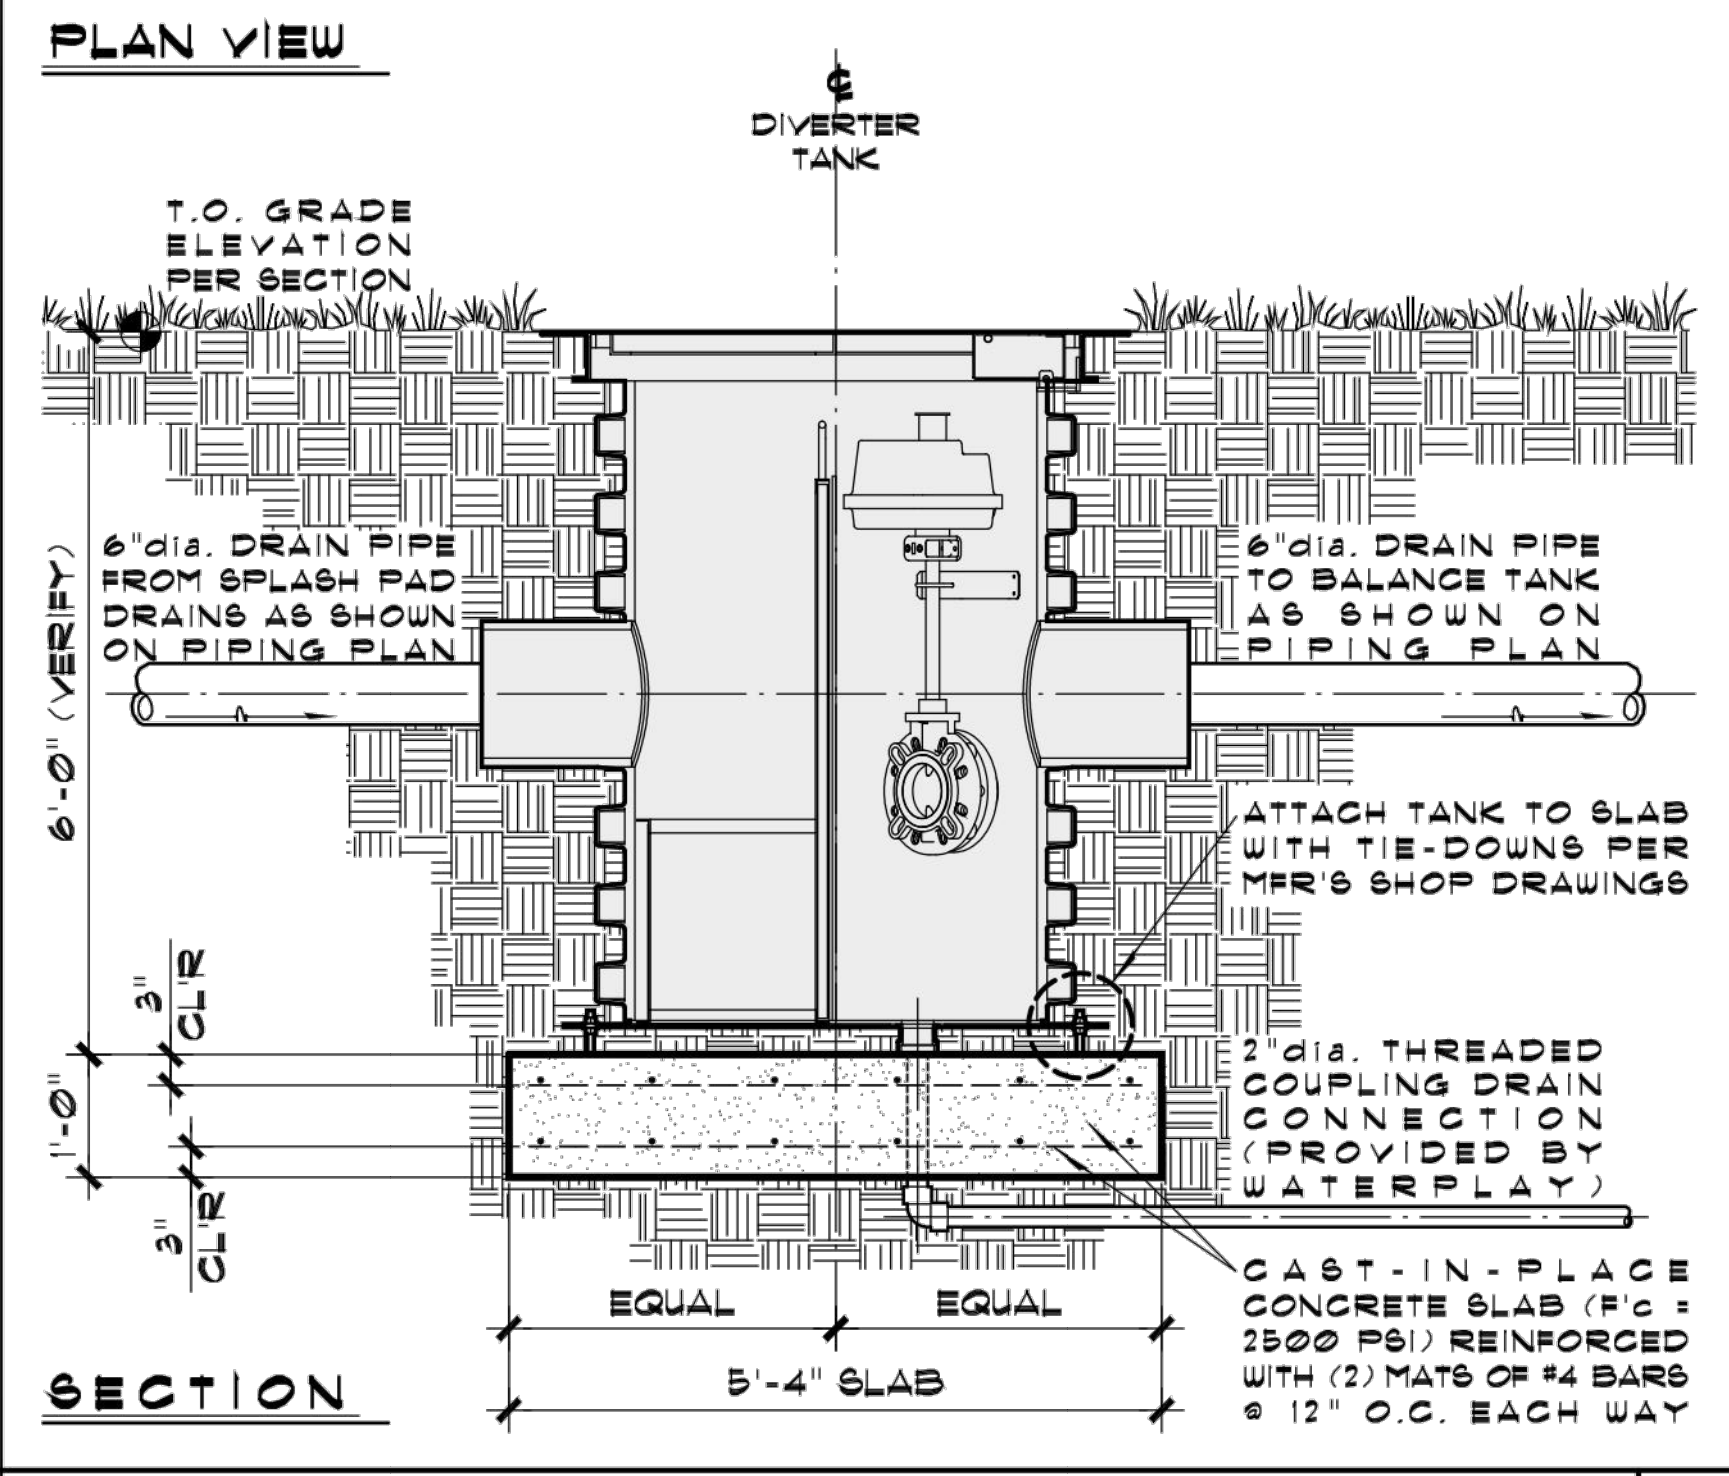 PLAN VIEW
℄
DIVERTER
TANK
T.O. GRADE
ELEVATION
PER SECTION
6'-0" (VERIFY)
6"dia. DRAIN PIPE
FROM SPLASH PAD
DRAINS AS SHOWN
ON PIPING PLAN
6"dia. DRAIN PIPE
TO BALANCE TANK
AS SHOWN ON
PIPING PLAN
ATTACH TANK TO SLAB
WITH TIE-DOWNS PER
MFR'S SHOP DRAWINGS
3"
CL'R
1'-0"
3"
CL'R
2"dia. THREADED
COUPLING DRAIN
CONNECTION
(PROVIDED BY
WATERPLAY)
CAST-IN-PLACE
CONCRETE SLAB (F'c =
2500 PSI) REINFORCED
WITH (2) MATS OF #4 BARS
@ 12" O.C. EACH WAY
EQUAL
EQUAL
5'-4" SLAB
SECTION